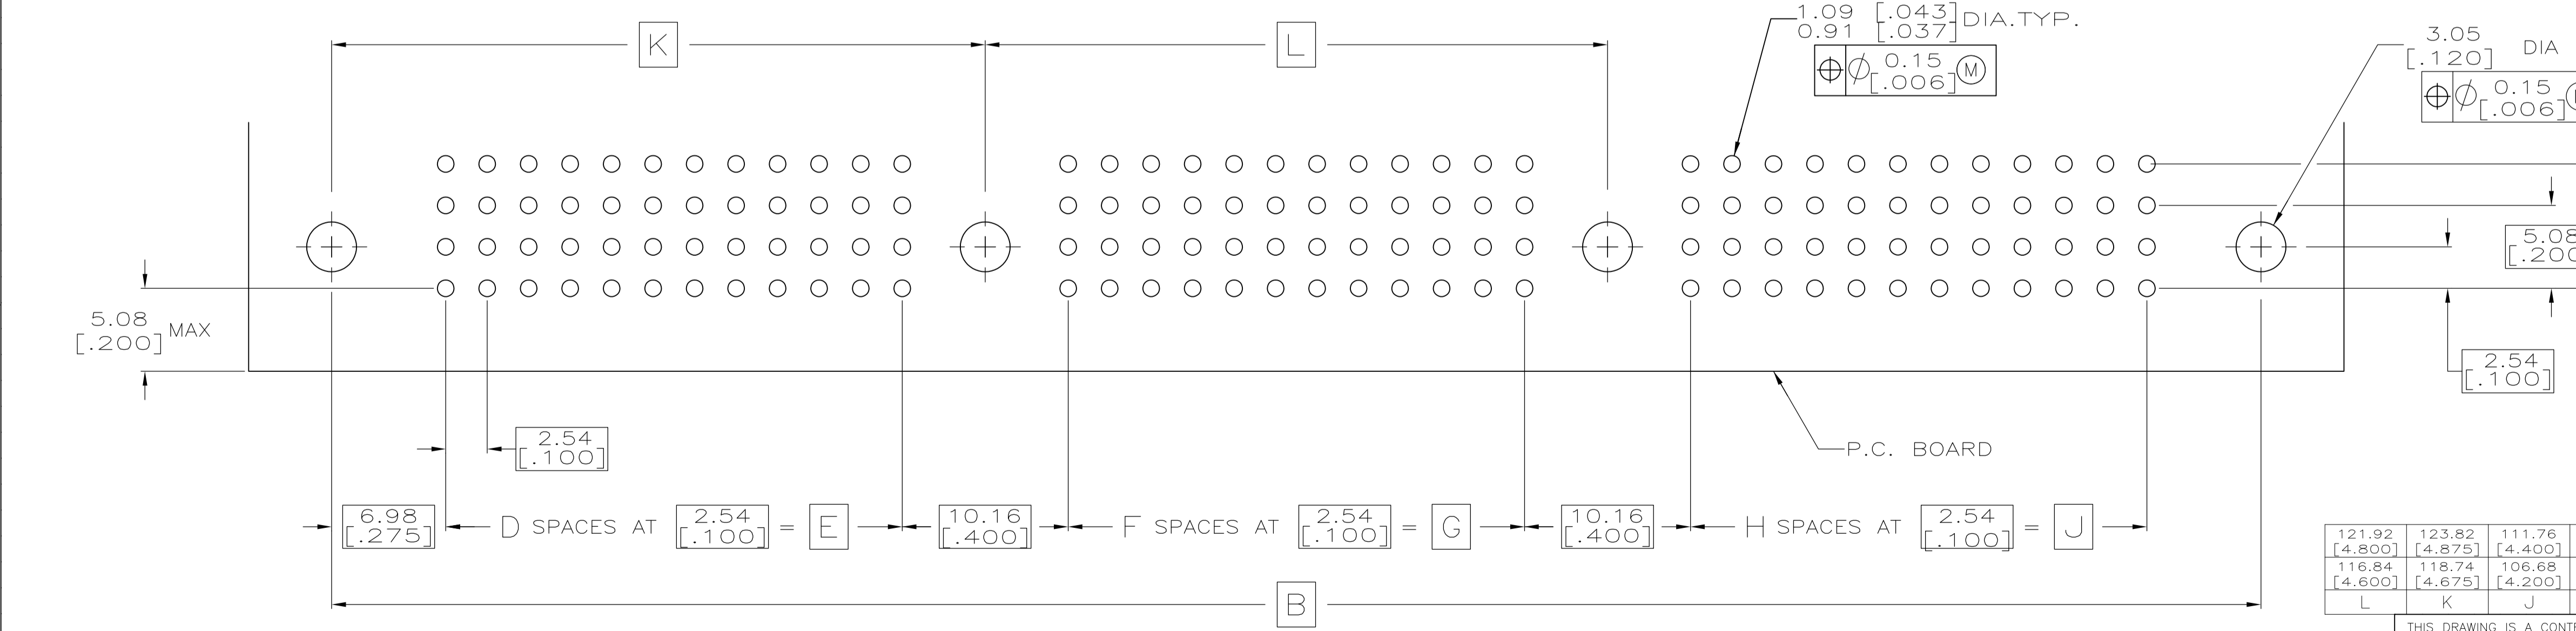 K
L
1.09 [.043] DIA.TYP.
0.91 [.037]
0.15 Ⓜ
[.006]
3.05 DIA
[.120]
0.15
[.006]
5.08 MAX
[.200]
5.08
[.200
2.54
[.100]
2.54
[.100]
P.C. BOARD
6.98
[.275]
D SPACES AT 2.54 [.100] = E
10.16
[.400]
F SPACES AT 2.54 [.100] = G
10.16
[.400]
H SPACES AT 2.54 [.100] = J
B
121.92 123.82 111.76
[4.800] [4.875] [4.400]
116.84 118.74 106.68
[4.600] [4.675] [4.200]
L K J
THIS DRAWING IS A